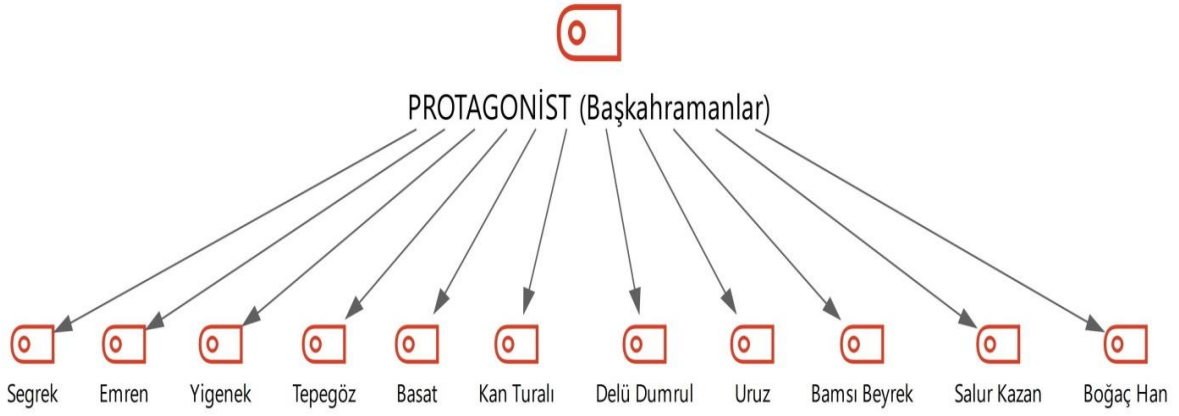 PROTAGONİST (Başkahramanlar)
Segrek Emren Yigenek Tepegöz Basat Kan Turalı Delü Dumrul Uruz Bamsı Beyrek Salur Kazan Boğaç Han